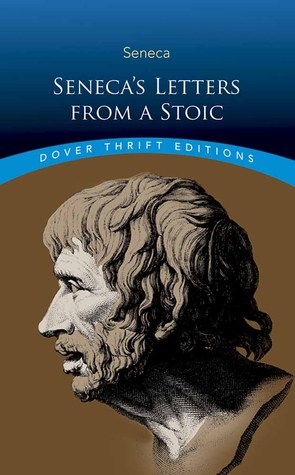 Seneca
SENECA'S LETTERS
FROM A STOIC
DOVER THRIFT EDITIONS